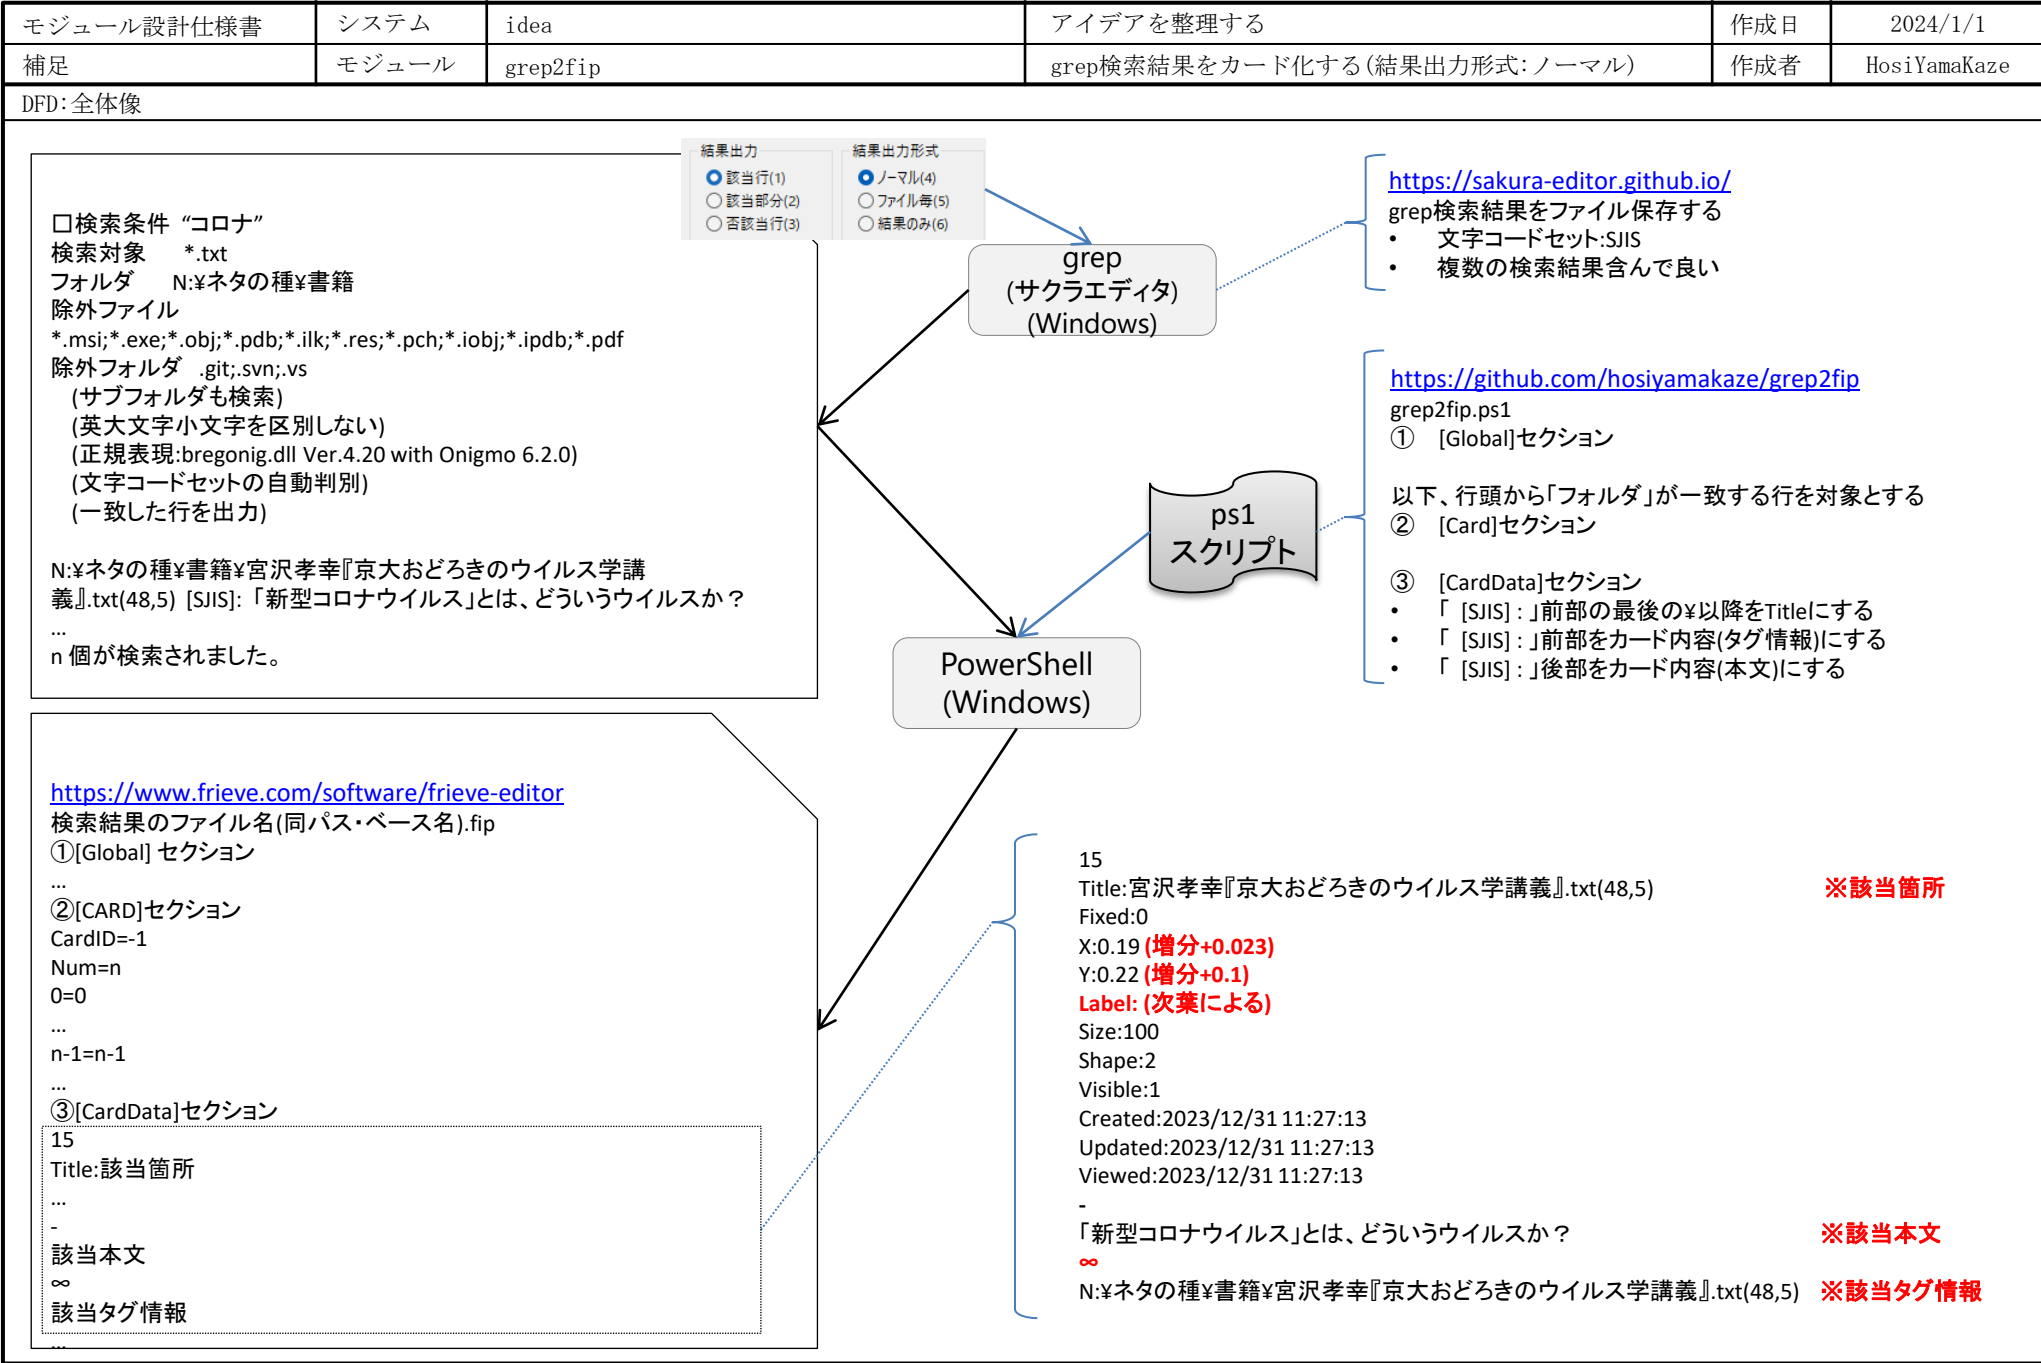 モジュール設計仕様書 システム idea アイデアを整理する 作成日 2024/1/1
補足 モジュール grep2fip grep検索結果をカード化する(結果出力形式:ノーマル) 作成者 HosiYamaKaze
DFD:全体像
結果出力
該当行(1)
該当部分(2)
否該当行(3)
結果出力形式
ノーマル(4)
ファイル毎(5)
結果のみ(6)
□検索条件 “コロナ”
検索対象 *.txt
フォルダ N:¥ネタの種¥書籍
除外ファイル
*.msi;*.exe;*.obj;*.pdb;*.ilk;*.res;*.pch;*.iobj;*.ipdb;*.pdf
除外フォルダ .git;.svn;.vs
(サブフォルダも検索)
(英大文字小文字を区別しない)
(正規表現:bregonig.dll Ver.4.20 with Onigmo 6.2.0)
(文字コードセットの自動判別)
(一致した行を出力)
N:¥ネタの種¥書籍¥宮沢孝幸『京大おどろきのウイルス学講
義』.txt(48,5) [SJIS]: 「新型コロナウイルス」とは、どういうウイルスか？
…
n 個が検索されました。
grep
(サクラエディタ)
(Windows)
https://sakura-editor.github.io/
grep検索結果をファイル保存する
• 文字コードセット:SJIS
• 複数の検索結果含んで良い
https://github.com/hosiyamakaze/grep2fip
grep2fip.ps1
① [Global]セクション
以下、行頭から「フォルダ」が一致する行を対象とする
② [Card]セクション
③ [CardData]セクション
• 「 [SJIS] : 」前部の最後の¥以降をTitleにする
• 「 [SJIS] : 」前部をカード内容(タグ情報)にする
• 「 [SJIS] : 」後部をカード内容(本文)にする
ps1
スクリプト
PowerShell
(Windows)
https://www.frieve.com/software/frieve-editor
検索結果のファイル名(同パス・ベース名).fip
①[Global] セクション
…
②[CARD]セクション
CardID=-1
Num=n
0=0
…
n-1=n-1
…
③[CardData]セクション
15
Title:該当箇所
…
-
該当本文
∞
該当タグ情報
…
15
Title:宮沢孝幸『京大おどろきのウイルス学講義』.txt(48,5) ※該当箇所
Fixed:0
X:0.19 (増分+0.023)
Y:0.22 (増分+0.1)
Label: (次葉による)
Size:100
Shape:2
Visible:1
Created:2023/12/31 11:27:13
Updated:2023/12/31 11:27:13
Viewed:2023/12/31 11:27:13
-
「新型コロナウイルス」とは、どういうウイルスか？ ※該当本文
∞
N:¥ネタの種¥書籍¥宮沢孝幸『京大おどろきのウイルス学講義』.txt(48,5) ※該当タグ情報